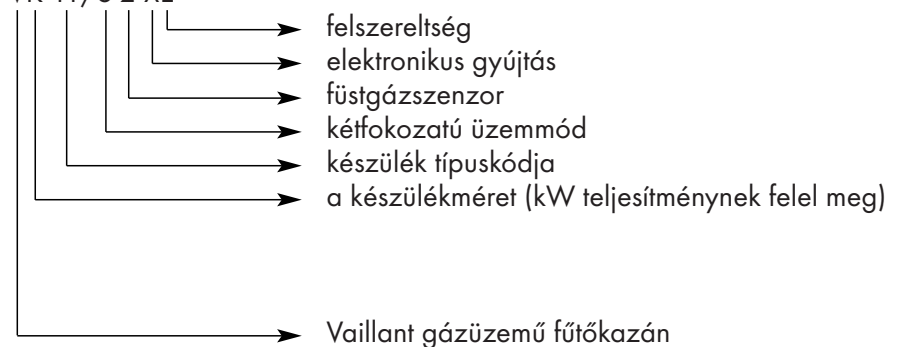 felszereltség
elektronikus gyújtás
füstgázszenzor
kétfokozatú üzemmód
készülék típuskódja
a készülékméret (kW teljesítménynek felel meg)
Vaillant gázüzemű fűtőkazán